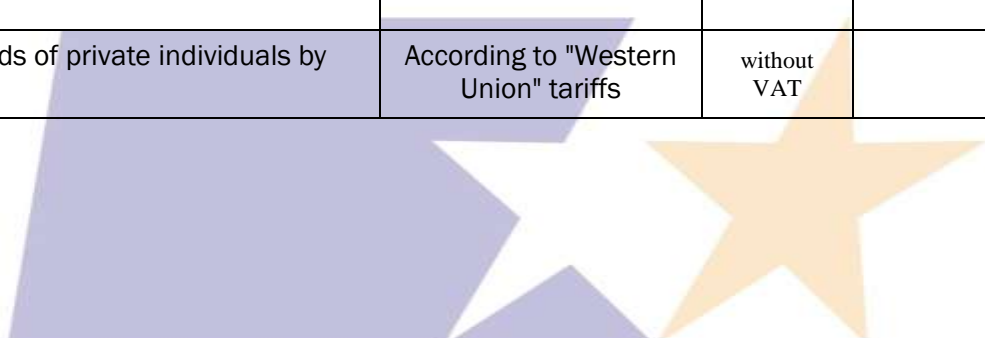 ds of private individuals by
According to "Western
Union" tariffs
without
VAT